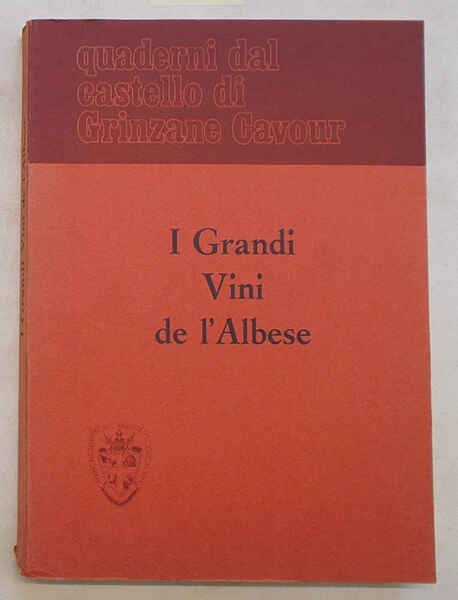 quaderni dal
castello di
Grinzane Cavour
I Grandi
Vini
de l'Albese